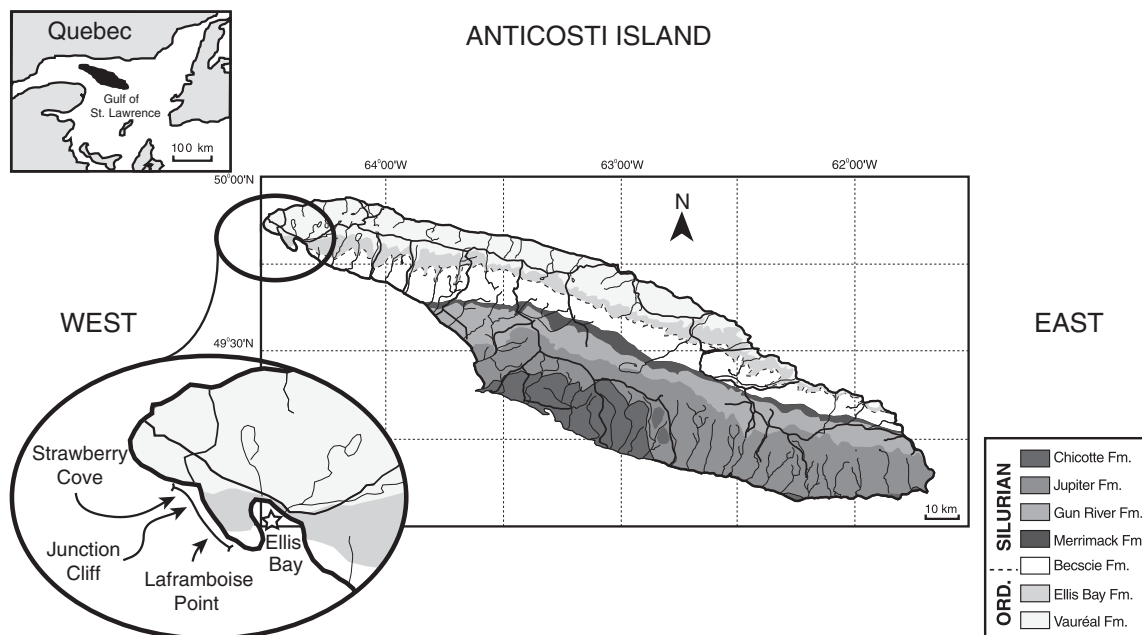 Quebec
Gulf of
St. Lawrence
100 km
ANTICOSTI ISLAND
64°00'W
63°00'W
62°00'W
50°00'N
N
WEST
EAST
49°30'N
10 km
Strawberry
Cove
Junction
Cliff
Laframboise
Point
Ellis
Bay
SILURIAN
ORD.
Chicotte Fm.
Jupiter Fm.
Gun River Fm.
Merrimack Fm
Becscie Fm.
Ellis Bay Fm.
Vauréal Fm.